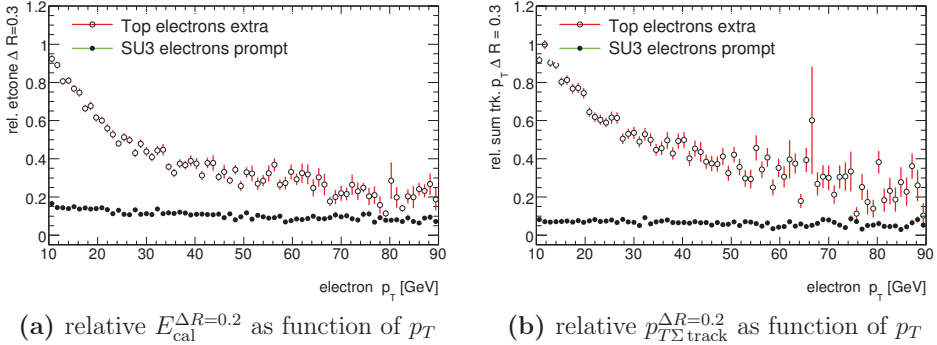 rel. etcone Δ R=0.3
1.2
1
0.8
0.6
0.4
0.2
0
Top electrons extra
SU3 electrons prompt
10 20 30 40 50 60 70 80 90
electron p_T [GeV]
(a) relative E_cal^ΔR=0.2 as function of p_T
rel. sum trk. p_T Δ R = 0.3
1.2
1
0.8
0.6
0.4
0.2
0
Top electrons extra
SU3 electrons prompt
10 20 30 40 50 60 70 80 90
electron p_T [GeV]
(b) relative p_TΣ track^ΔR=0.2 as function of p_T